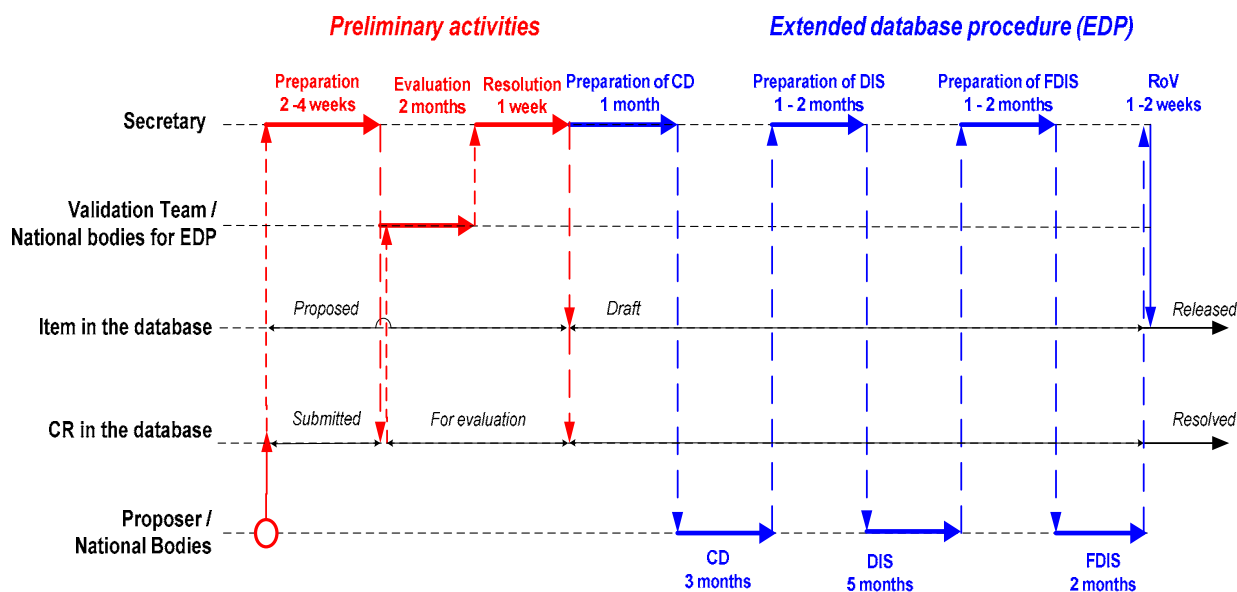 Preliminary activities
Extended database procedure (EDP)
Preparation
2 -4 weeks
Evaluation
2 months
Resolution
1 week
Preparation of CD
1 month
Preparation of DIS
1 - 2 months
Preparation of FDIS
1 - 2 months
RoV
1 -2 weeks
Secretary
Validation Team /
National bodies for EDP
Proposed
Draft
Released
Item in the database
Submitted
For evaluation
Resolved
CR in the database
Proposer /
National Bodies
CD
3 months
DIS
5 months
FDIS
2 months